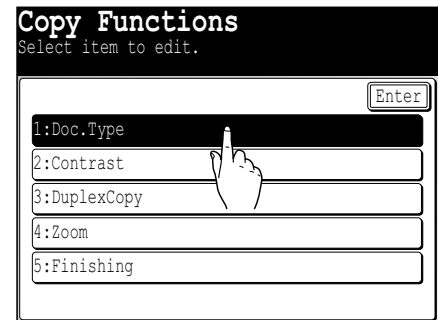 Copy Functions
Select item to edit.
Enter
1:Doc.Type
2:Contrast
3:DuplexCopy
4:Zoom
5:Finishing